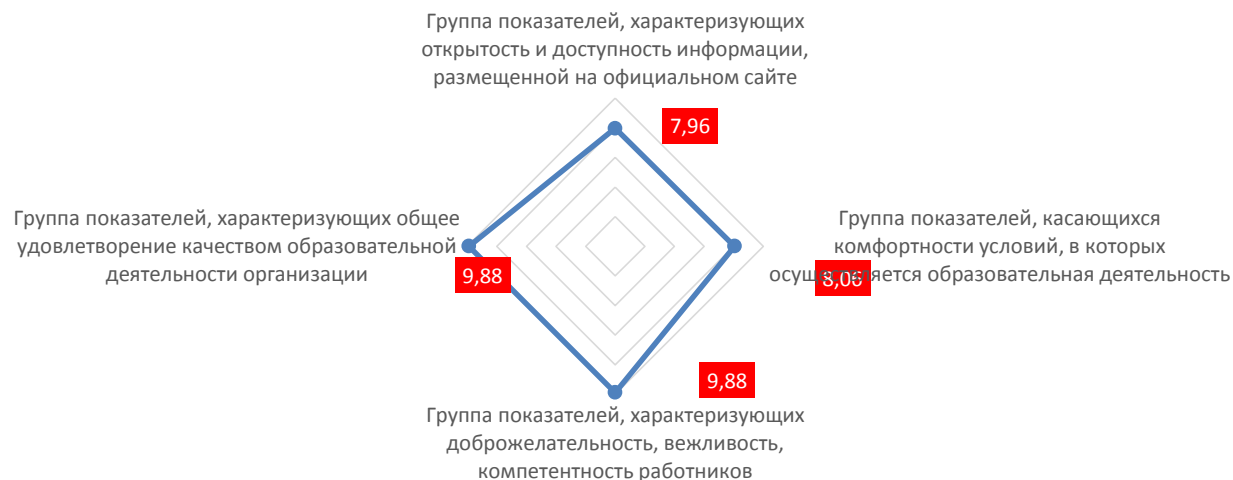 Группа показателей, характеризующих
открытость и доступность информации,
размещенной на официальном сайте
7,96
Группа показателей, характеризующих общее
удовлетворение качеством образовательной
деятельности организации
9,88
Группа показателей, касающихся
комфортности условий, в которых
осуществляется образовательная деятельность
9,88
Группа показателей, характеризующих
доброжелательность, вежливость,
компетентность работников